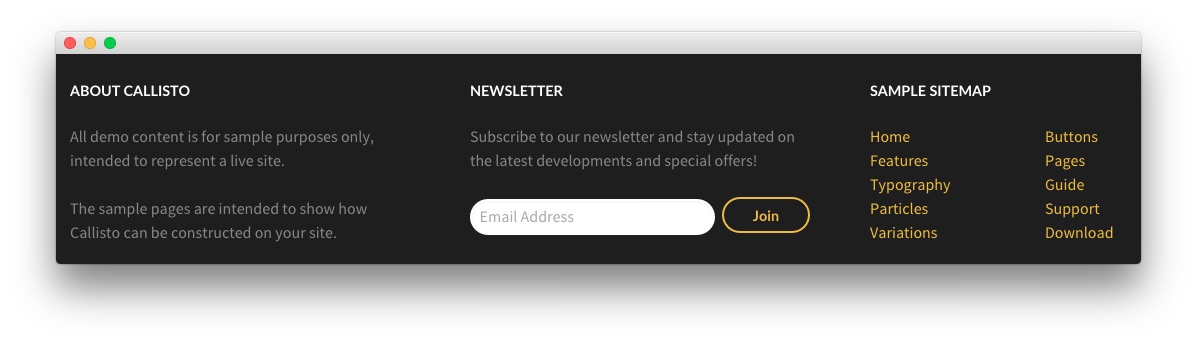 ABOUT CALLISTO
All demo content is for sample purposes only,
intended to represent a live site.
The sample pages are intended to show how
Callisto can be constructed on your site.
NEWSLETTER
Subscribe to our newsletter and stay updated on
the latest developments and special offers!
Email Address
Join
SAMPLE SITEMAP
Home
Features
Typography
Particles
Variations
Buttons
Pages
Guide
Support
Download